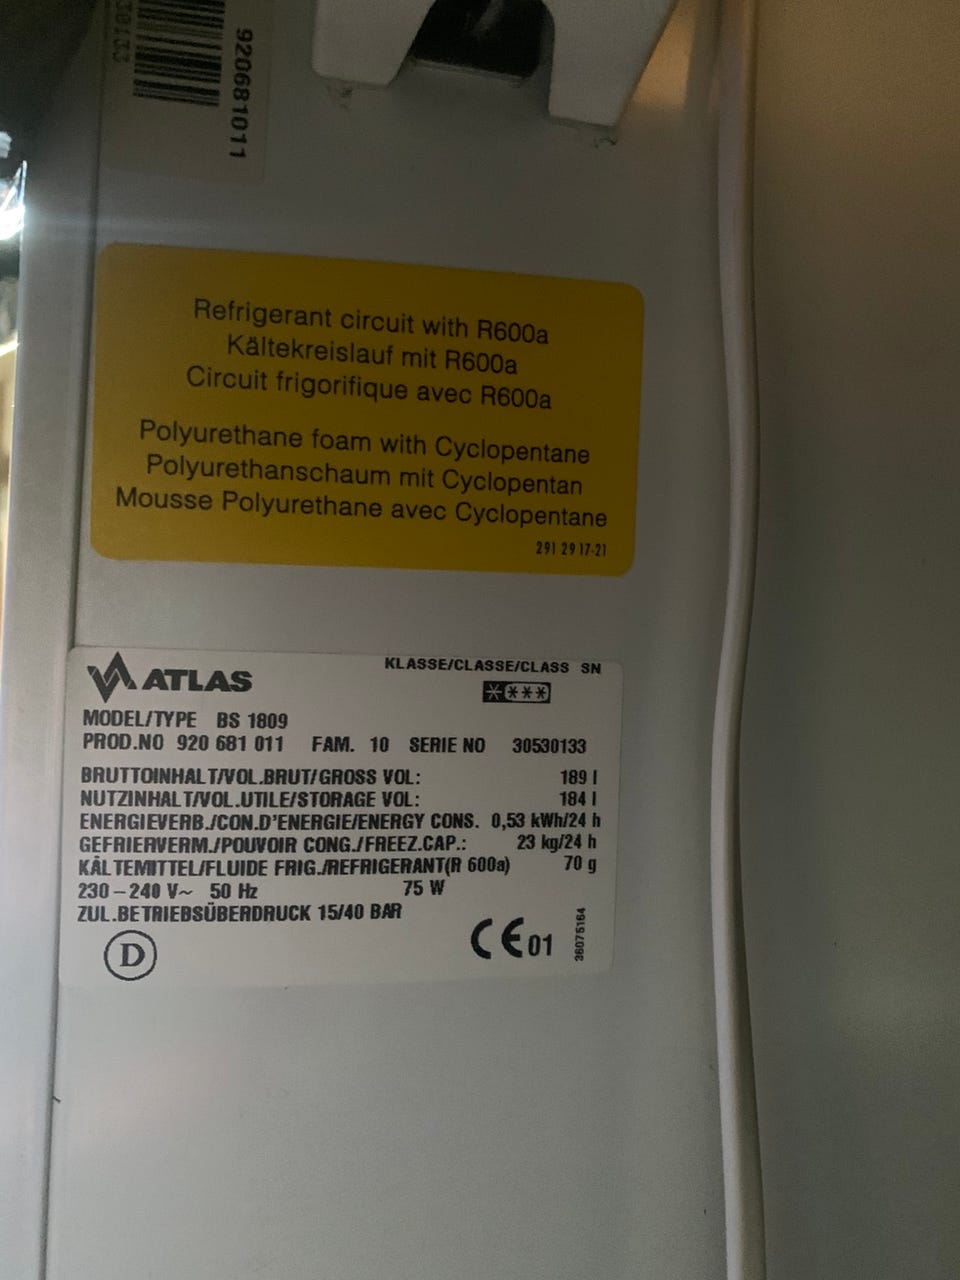 30133
920681011
Refrigerant circuit with R600a
Kältekreislauf mit R600a
Circuit frigorifique avec R600a
Polyurethane foam with Cyclopentane
Polyurethanschaum mit Cyclopentan
Mousse Polyurethane avec Cyclopentane
291 29 17-21
ATLAS
KLASSE/CLASSE/CLASS SN
MODEL/TYPE BS 1809
PROD.NO 920 681 011 FAM. 10 SERIE NO 30530133
BRUTTOINHALT/VOL.BRUT/GROSS VOL: 189 l
NUTZINHALT/VOL.UTILE/STORAGE VOL: 184 l
ENERGIEVERB./CON.D'ENERGIE/ENERGY CONS. 0,53 kWh/24 h
GEFRIERVERM./POUVOIR CONG./FREEZ.CAP.: 23 kg/24 h
KÄLTEMITTEL/FLUIDE FRIG./REFRIGERANT(R 600a) 70 g
230–240 V~ 50 Hz 75 W
ZUL.BETRIEBSÜBERDRUCK 15/40 BAR
D
CE01
36075164